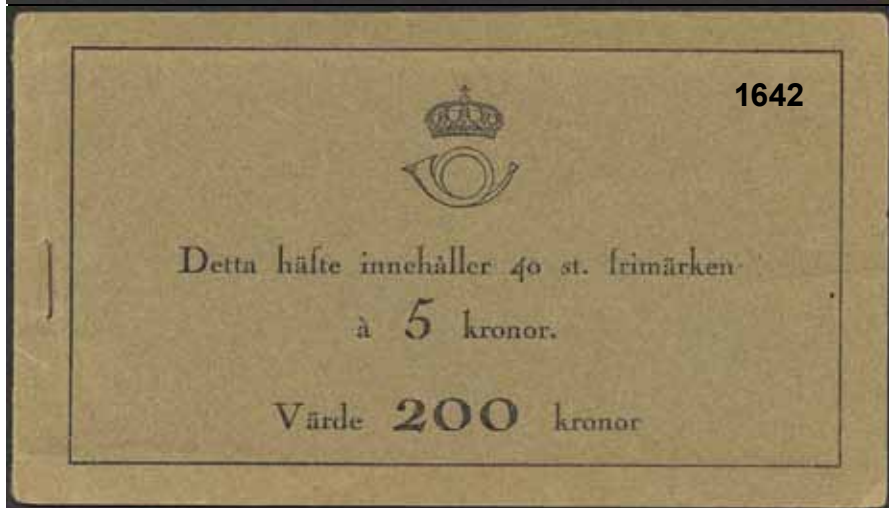 1642
Detta häfte innehåller 40 st. frimärken
à 5 kronor.
Värde 200 kronor